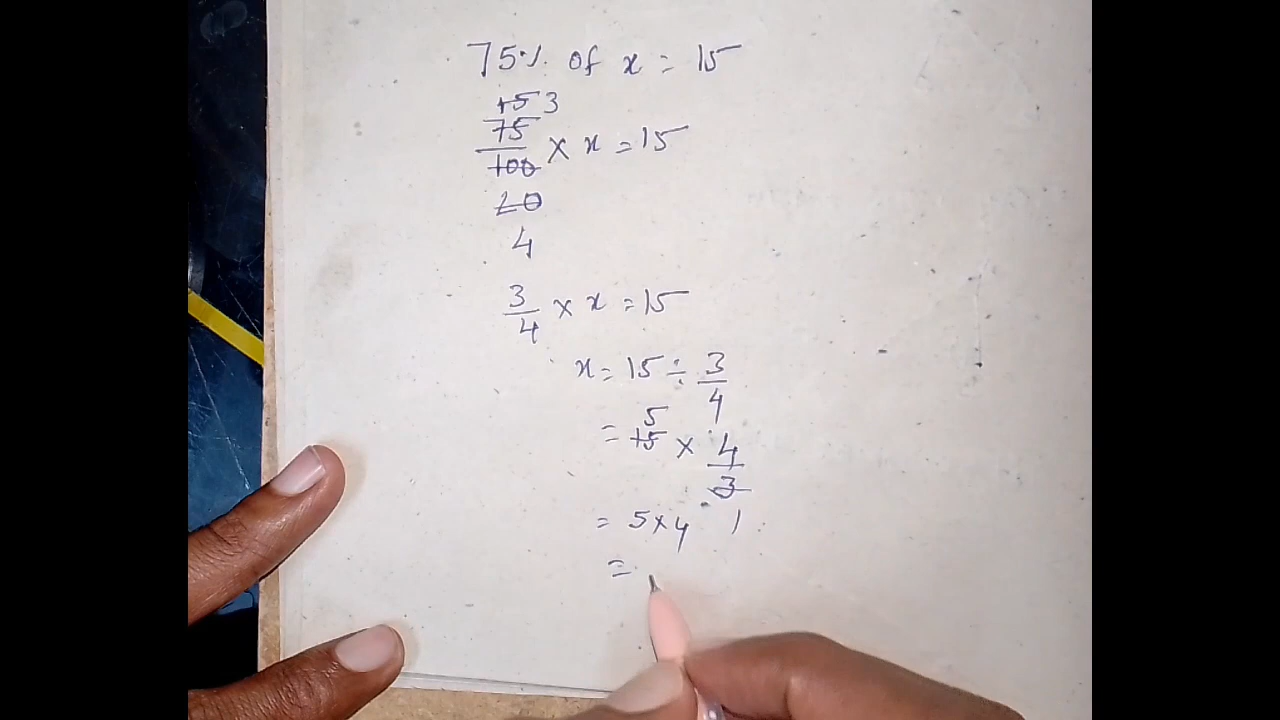 75% of x = 15
15 3
75
100 × x = 15
20
4
3/4 × x = 15
x = 15 ÷ 3/4
= 5 15 × 4/3
= 5×4 1
=